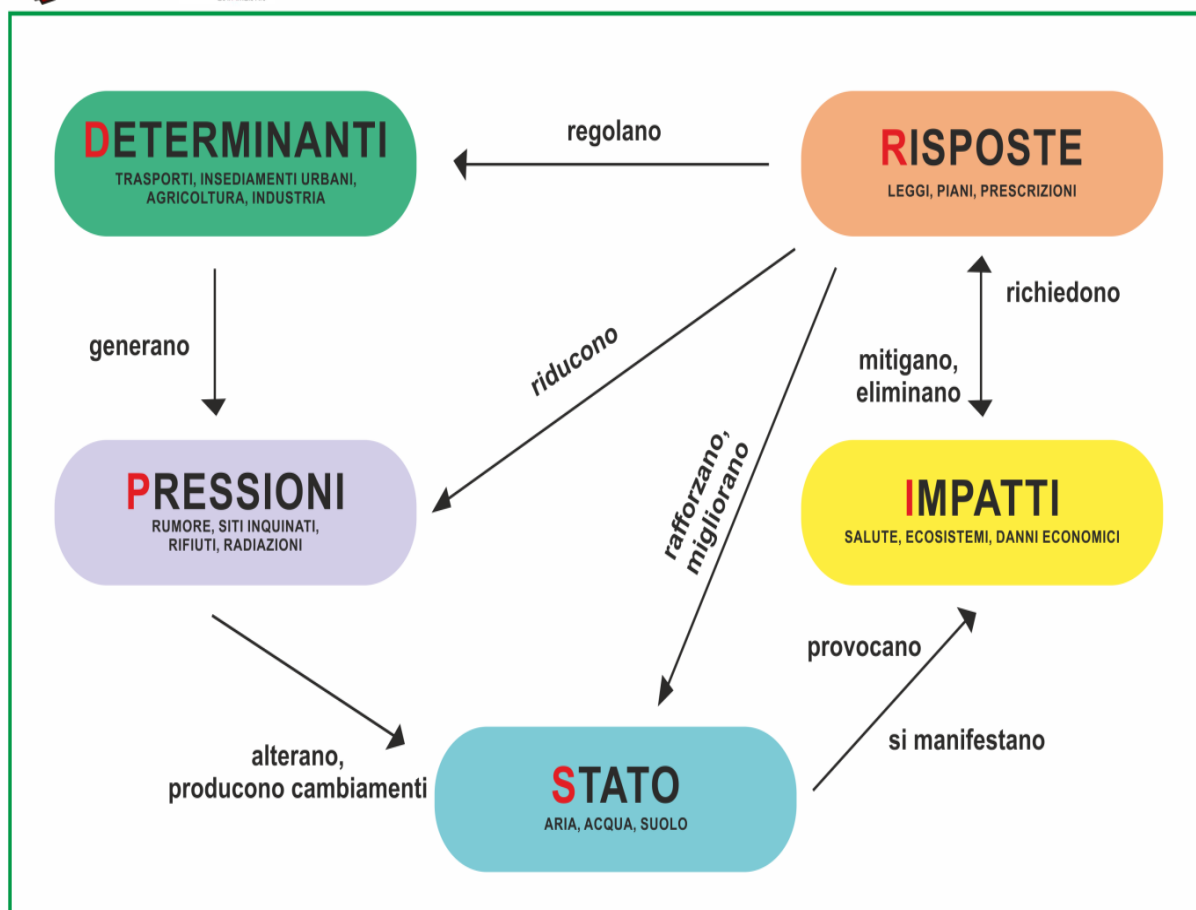 DETERMINANTI
TRASPORTI, INSEDIAMENTI URBANI,
AGRICOLTURA, INDUSTRIA
regolano
RISPOSTE
LEGGI, PIANI, PRESCRIZIONI
generano
riducono
rafforzano,
migliorano
richiedono
mitigano,
eliminano
PRESSIONI
RUMORE, SITI INQUINATI,
RIFIUTI, RADIAZIONI
IMPATTI
SALUTE, ECOSISTEMI, DANNI ECONOMICI
alterano,
producono cambiamenti
provocano
si manifestano
STATO
ARIA, ACQUA, SUOLO